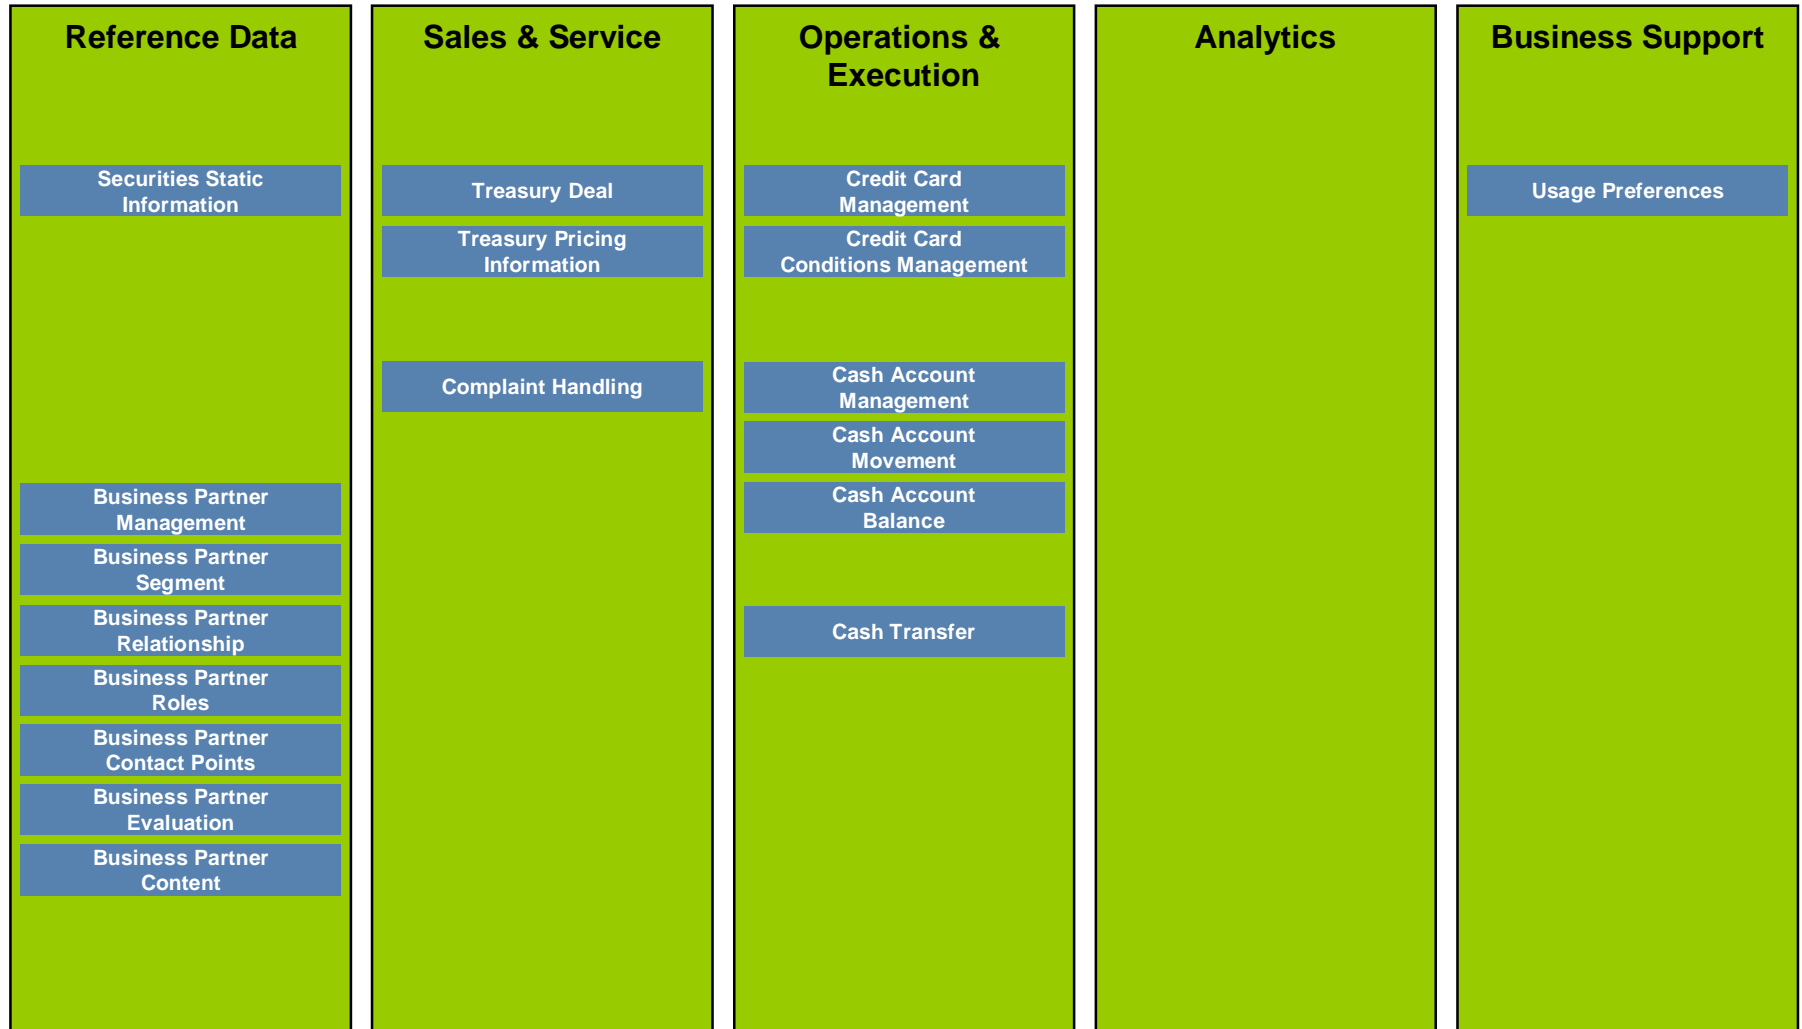 Reference Data
Securities Static
Information
Business Partner
Management
Business Partner
Segment
Business Partner
Relationship
Business Partner
Roles
Business Partner
Contact Points
Business Partner
Evaluation
Business Partner
Content
Sales & Service
Treasury Deal
Treasury Pricing
Information
Complaint Handling
Operations &
Execution
Credit Card
Management
Credit Card
Conditions Management
Cash Account
Management
Cash Account
Movement
Cash Account
Balance
Cash Transfer
Analytics
Business Support
Usage Preferences